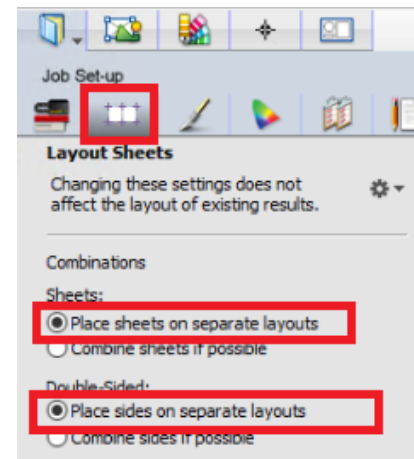 Job Set-up
Layout Sheets
Changing these settings does not
affect the layout of existing results.
Combinations
Sheets:
Place sheets on separate layouts
Combine sheets if possible
Double-Sided:
Place sides on separate layouts
Combine sides if possible